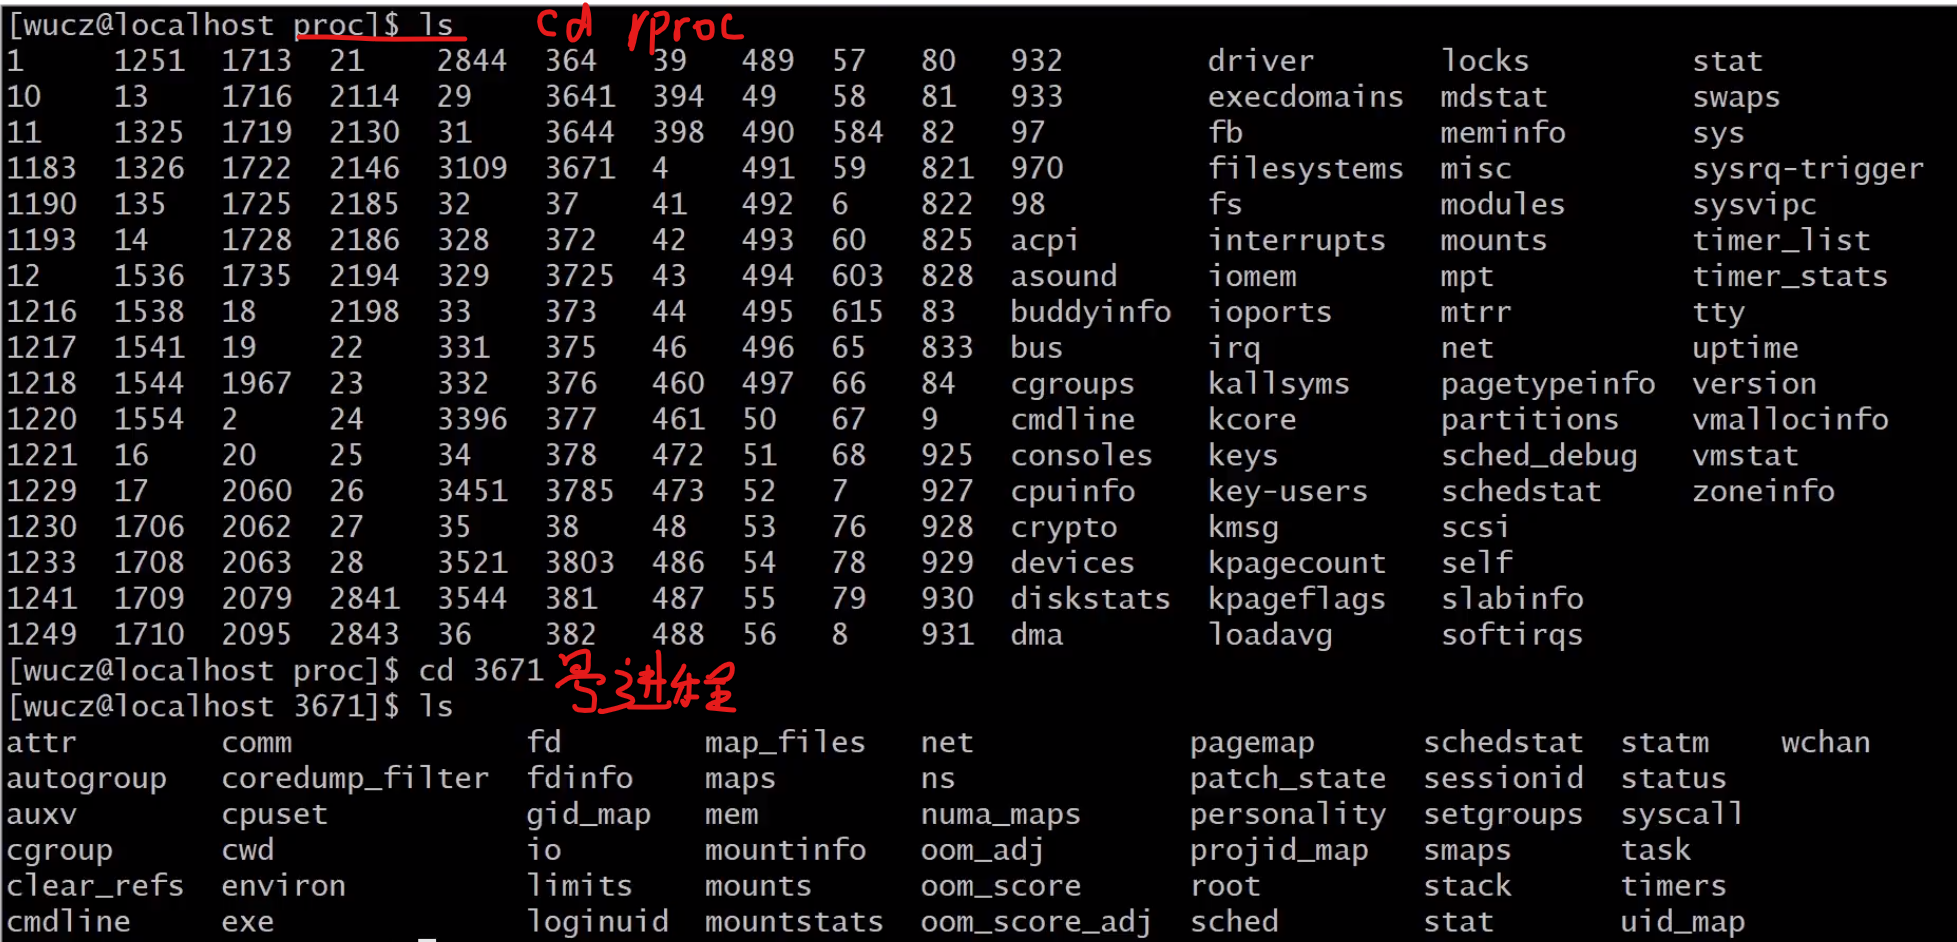 [wucz@localhost proc]$ ls cd /proc
1 1251 1713 21 2844 364 39 489 57 80 932 driver locks stat
10 13 1716 2114 29 3641 394 49 58 81 933 execdomains mdstat swaps
11 1325 1719 2130 31 3644 398 490 584 82 97 fb meminfo sys
1183 1326 1722 2146 3109 3671 4 491 59 821 970 filesystems misc sysrq-trigger
1190 135 1725 2185 32 37 41 492 6 822 98 fs modules sysvipc
1193 14 1728 2186 328 372 42 493 60 825 acpi interrupts mounts timer_list
12 1536 1735 2194 329 3725 43 494 603 828 asound iomem mpt timer_stats
1216 1538 18 2198 33 373 44 495 615 83 buddyinfo ioports mtrr tty
1217 1541 19 22 331 375 46 496 65 833 bus irq net uptime
1218 1544 1967 23 332 376 460 497 66 84 cgroups kallsyms pagetypeinfo version
1220 1554 2 24 3396 377 461 50 67 9 cmdline kcore partitions vmallocinfo
1221 16 20 25 34 378 472 51 68 925 consoles keys sched_debug vmstat
1229 17 2060 26 3451 3785 473 52 7 927 cpuinfo key-users schedstat zoneinfo
1230 1706 2062 27 35 38 48 53 76 928 crypto kmsg scsi
1233 1708 2063 28 3521 3803 486 54 78 929 devices kpagecount self
1241 1709 2079 2841 3544 381 487 55 79 930 diskstats kpageflags slabinfo
1249 1710 2095 2843 36 382 488 56 8 931 dma loadavg softirqs
[wucz@localhost proc]$ cd 3671 号进程
[wucz@localhost 3671]$ ls
attr comm fd map_files net pagemap schedstat statm wchan
autogroup coredump_filter fdinfo maps ns patch_state sessionid status
auxv cpuset gid_map mem numa_maps personality setgroups syscall
cgroup cwd io mountinfo oom_adj projid_map smaps task
clear_refs environ limits mounts oom_score root stack timers
cmdline exe loginuid mountstats oom_score_adj sched stat uid_map